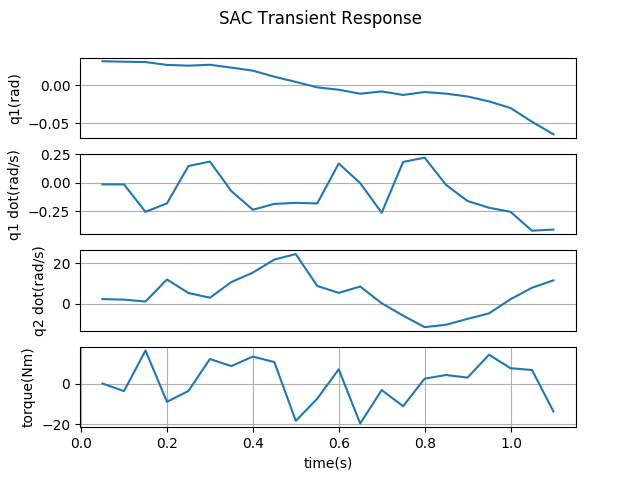 SAC Transient Response
q1(rad)
0.00
−0.05
q1 dot(rad/s)
0.25
0.00
−0.25
q2 dot(rad/s)
20
0
torque(Nm)
0
−20
0.0 0.2 0.4 0.6 0.8 1.0
time(s)